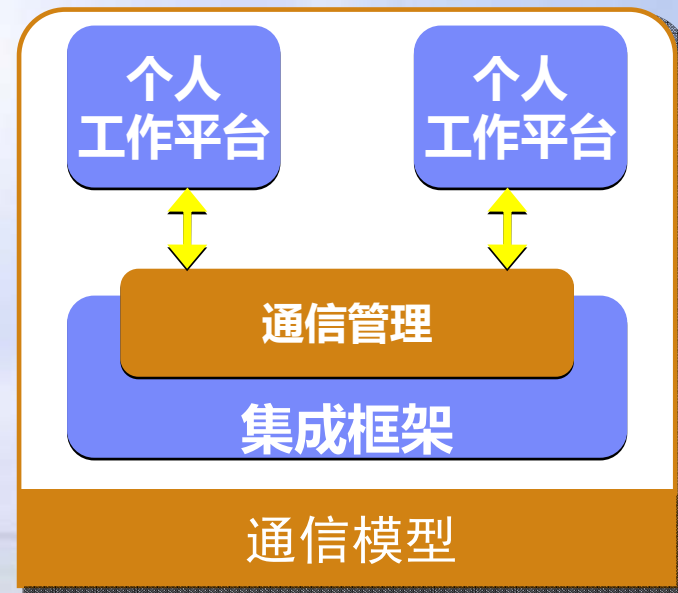 个人
工作平台
个人
工作平台
通信管理
集成框架
通信模型